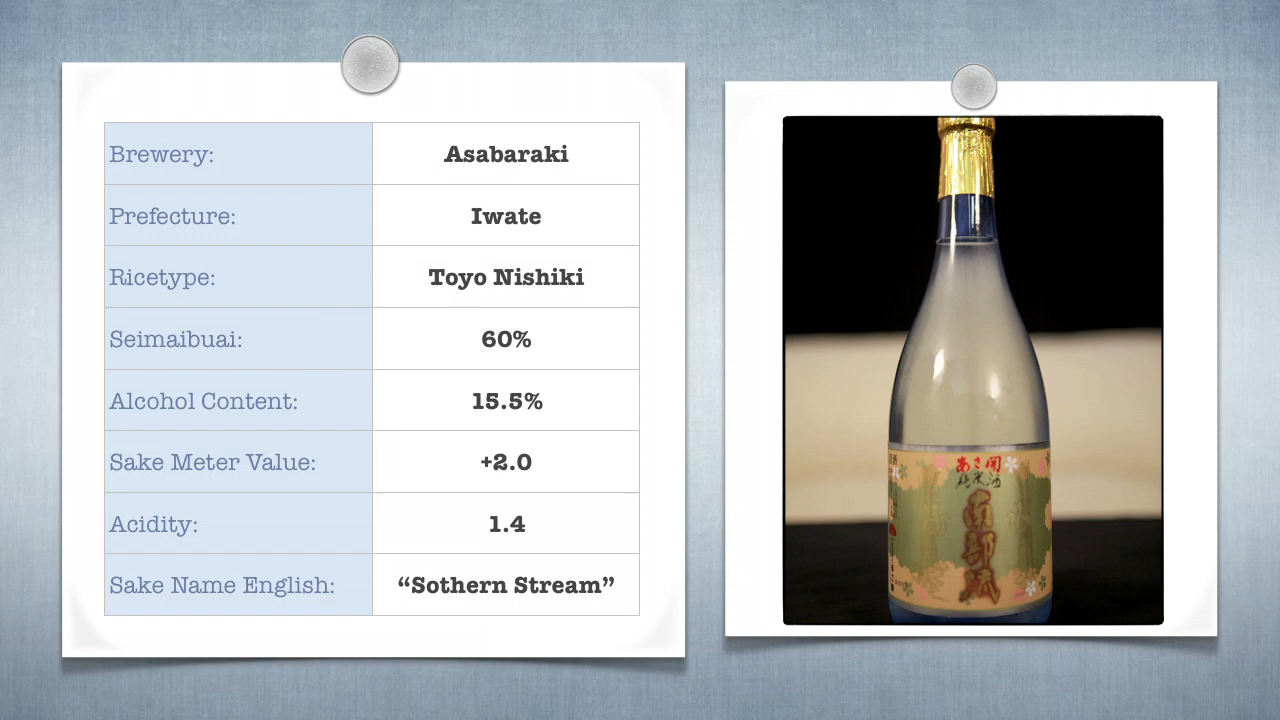 Brewery: Asabaraki
Prefecture: Iwate
Ricetype: Toyo Nishiki
Seimaibuai: 60%
Alcohol Content: 15.5%
Sake Meter Value: +2.0
Acidity: 1.4
Sake Name English: “Sothern Stream”
あさ開
純米酒
南部流